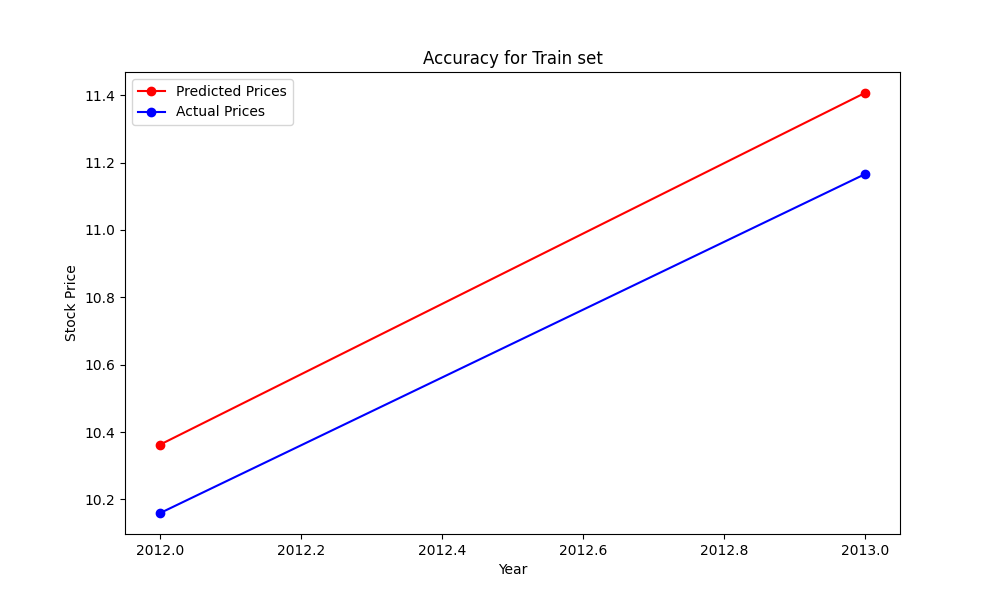 Accuracy for Train set
Predicted Prices
Actual Prices
11.4
11.2
11.0
10.8
10.6
10.4
10.2
Stock Price
2012.0 2012.2 2012.4 2012.6 2012.8 2013.0
Year